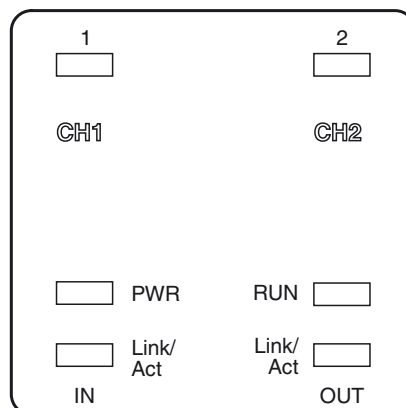 1 2
CH1 CH2
PWR RUN
Link/ Link/
Act Act
IN OUT